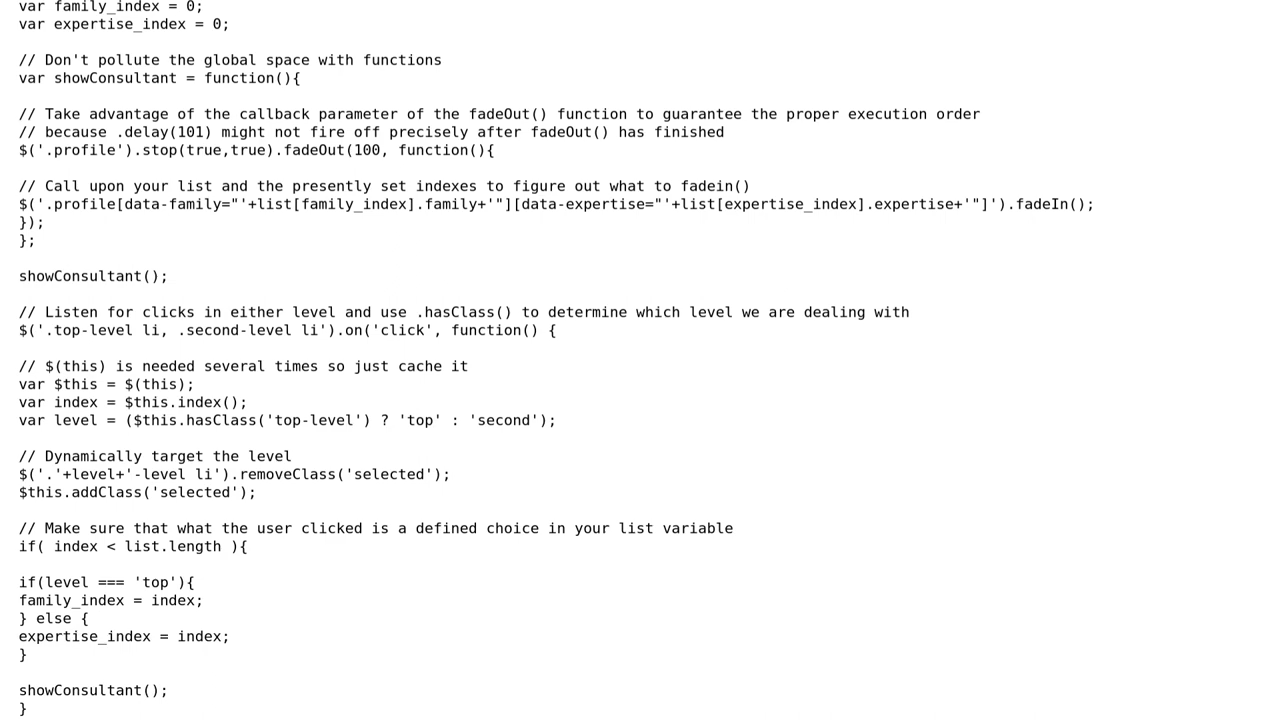 var family_index = 0;
var expertise_index = 0;
// Don't pollute the global space with functions
var showConsultant = function(){
// Take advantage of the callback parameter of the fadeOut() function to guarantee the proper execution order
// because .delay(101) might not fire off precisely after fadeOut() has finished
$('.profile').stop(true,true).fadeOut(100, function(){
// Call upon your list and the presently set indexes to figure out what to fadein()
$('.profile[data-family="'+list[family_index].family+'"][data-expertise="'+list[expertise_index].expertise+'"]').fadeIn();
});
};
showConsultant();
// Listen for clicks in either level and use .hasClass() to determine which level we are dealing with
$('.top-level li, .second-level li').on('click', function() {
// $(this) is needed several times so just cache it
var $this = $(this);
var index = $this.index();
var level = ($this.hasClass('top-level') ? 'top' : 'second');
// Dynamically target the level
$('.'+level+'-level li').removeClass('selected');
$this.addClass('selected');
// Make sure that what the user clicked is a defined choice in your list variable
if( index < list.length ){
if(level === 'top'){
family_index = index;
} else {
expertise_index = index;
}
showConsultant();
}